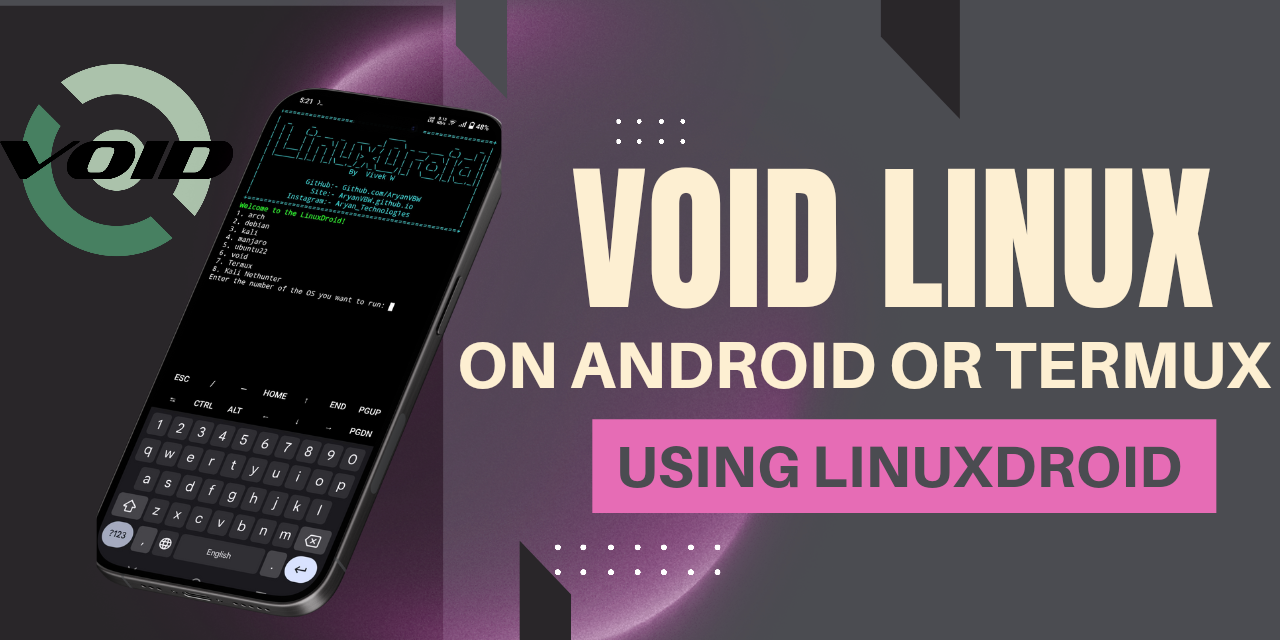 VOID
5:21
48%
LinuxDroid
By Vivek W
GitHub:- Github.com/AryanVBW
Site:- AryanVBW.github.io
Instagram:- Aryan_Technologies
Welcome to the LinuxDroid!
1. arch
2. debian
3. kali
4. manjaro
5. ubuntu22
6. void
7. Termux
8. Kali Nethunter
Enter the number of the OS you want to run:
ESC / – HOME ↑ END PGUP
CTRL ALT ← ↓ → PGDN
1 2 3 4 5 6 7 8 9 0
q w e r t y u i o p
a s d f g h j k l
z x c v b n m
?123 , English .
VOID LINUX
ON ANDROID OR TERMUX
USING LINUXDROID